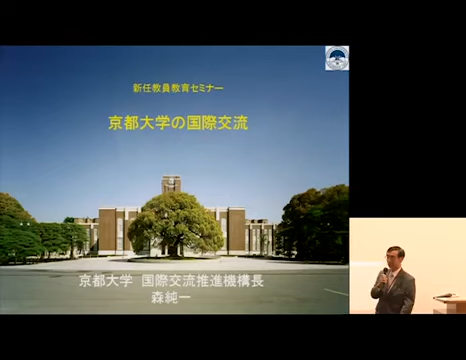 新任教員教育セミナー
京都大学の国際交流
京都大学 国際交流推進機構長
森純一